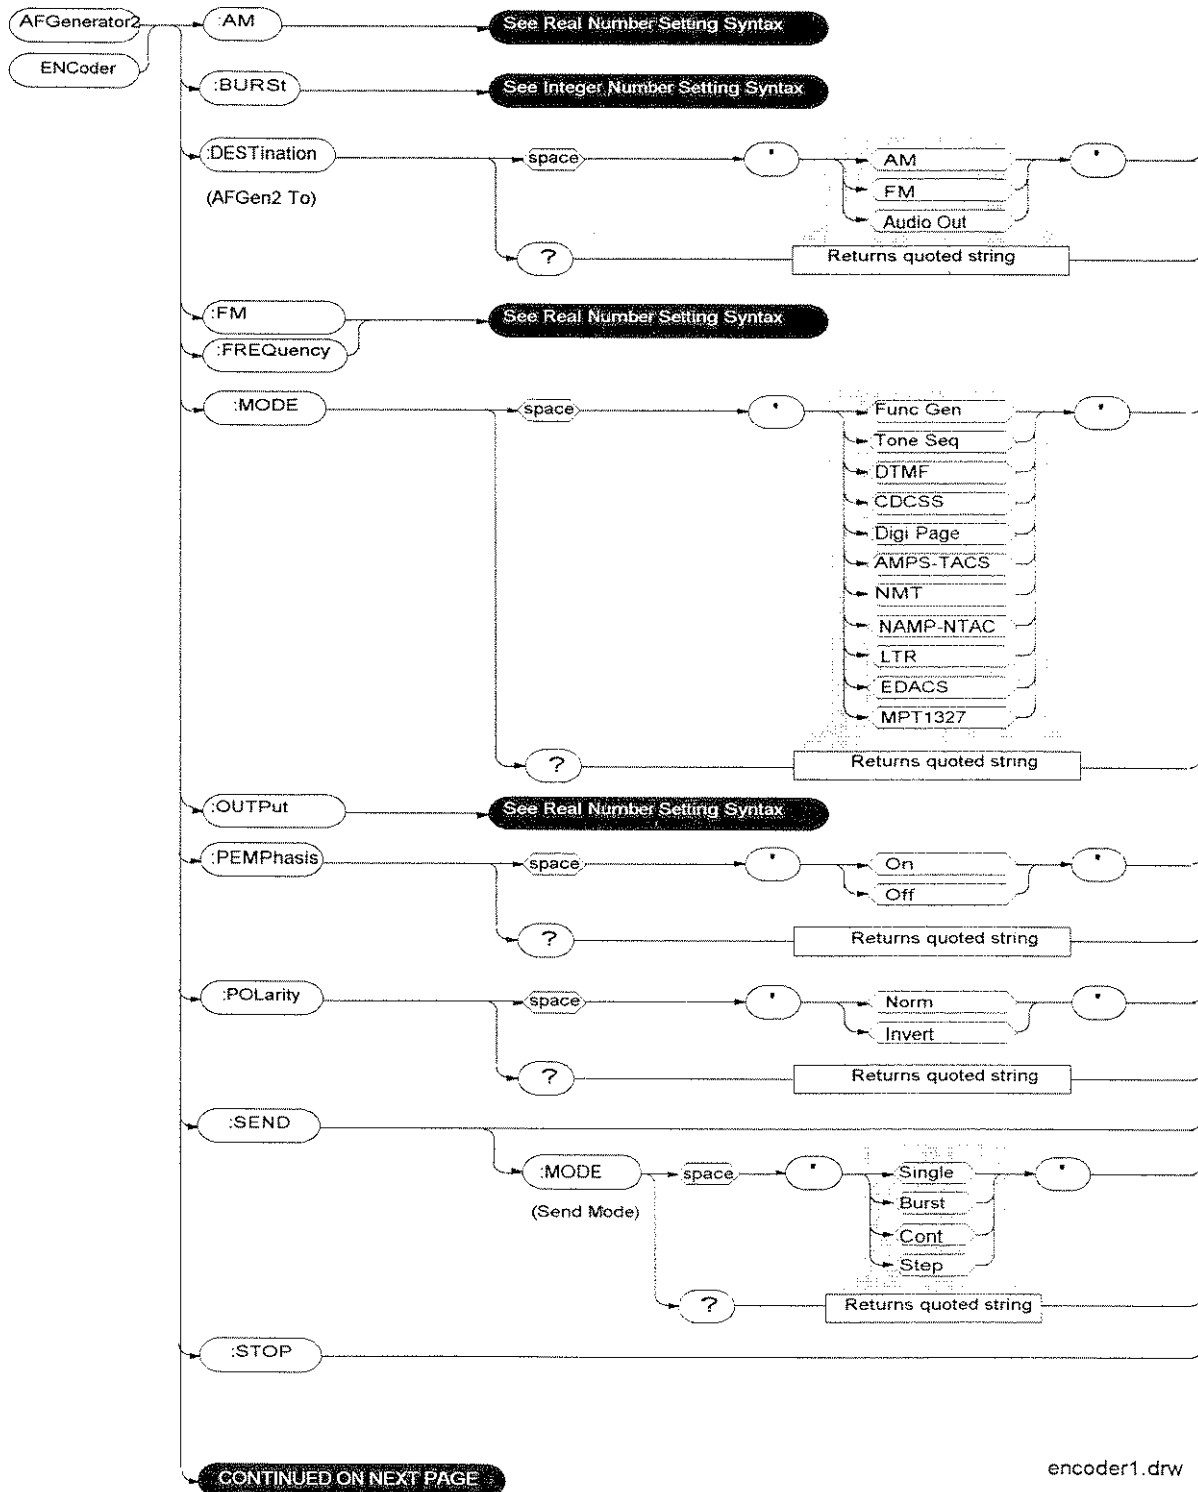 AFGenerator2 :AM See Real Number Setting Syntax
ENCoder
:BURSt See Integer Number Setting Syntax
:DESTination space ' AM '
(AFGen2 To) FM
Audio Out
? Returns quoted string
:FM See Real Number Setting Syntax
:FREQuency
:MODE space ' Func Gen '
Tone Seq
DTMF
CDCSS
Digi Page
AMPS-TACS
NMT
NAMP-NTAC
LTR
EDACS
MPT1327
? Returns quoted string
:OUTPut See Real Number Setting Syntax
:PEMPhasis space ' On '
Off
? Returns quoted string
:POLarity space ' Norm '
Invert
? Returns quoted string
:SEND
:MODE space ' Single '
(Send Mode) Burst
Cont
Step
? Returns quoted string
:STOP
CONTINUED ON NEXT PAGE
encoder1.drw